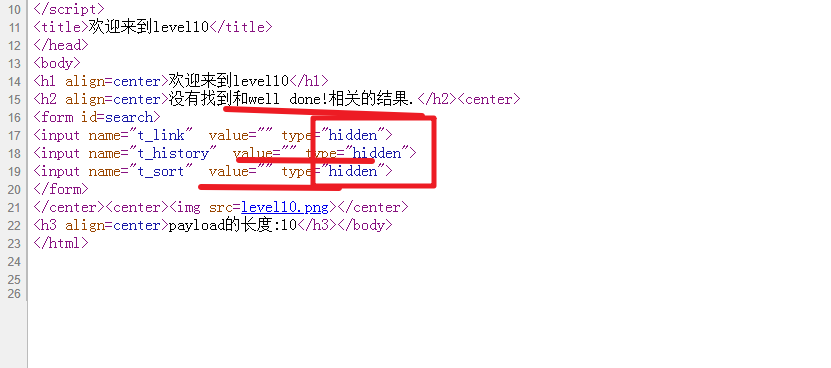 10 </script>
11 <title>欢迎来到level10</title>
12 </head>
13 <body>
14 <h1 align=center>欢迎来到level10</h1>
15 <h2 align=center>没有找到和well done!相关的结果.</h2><center>
16 <form id=search>
17 <input name="t_link"  value="" type="hidden">
18 <input name="t_history"  value="" type="hidden">
19 <input name="t_sort"  value="" type="hidden">
20 </form>
21 </center><center><img src=level10.png></center>
22 <h3 align=center>payload的长度:10</h3></body>
23 </html>
24
25
26